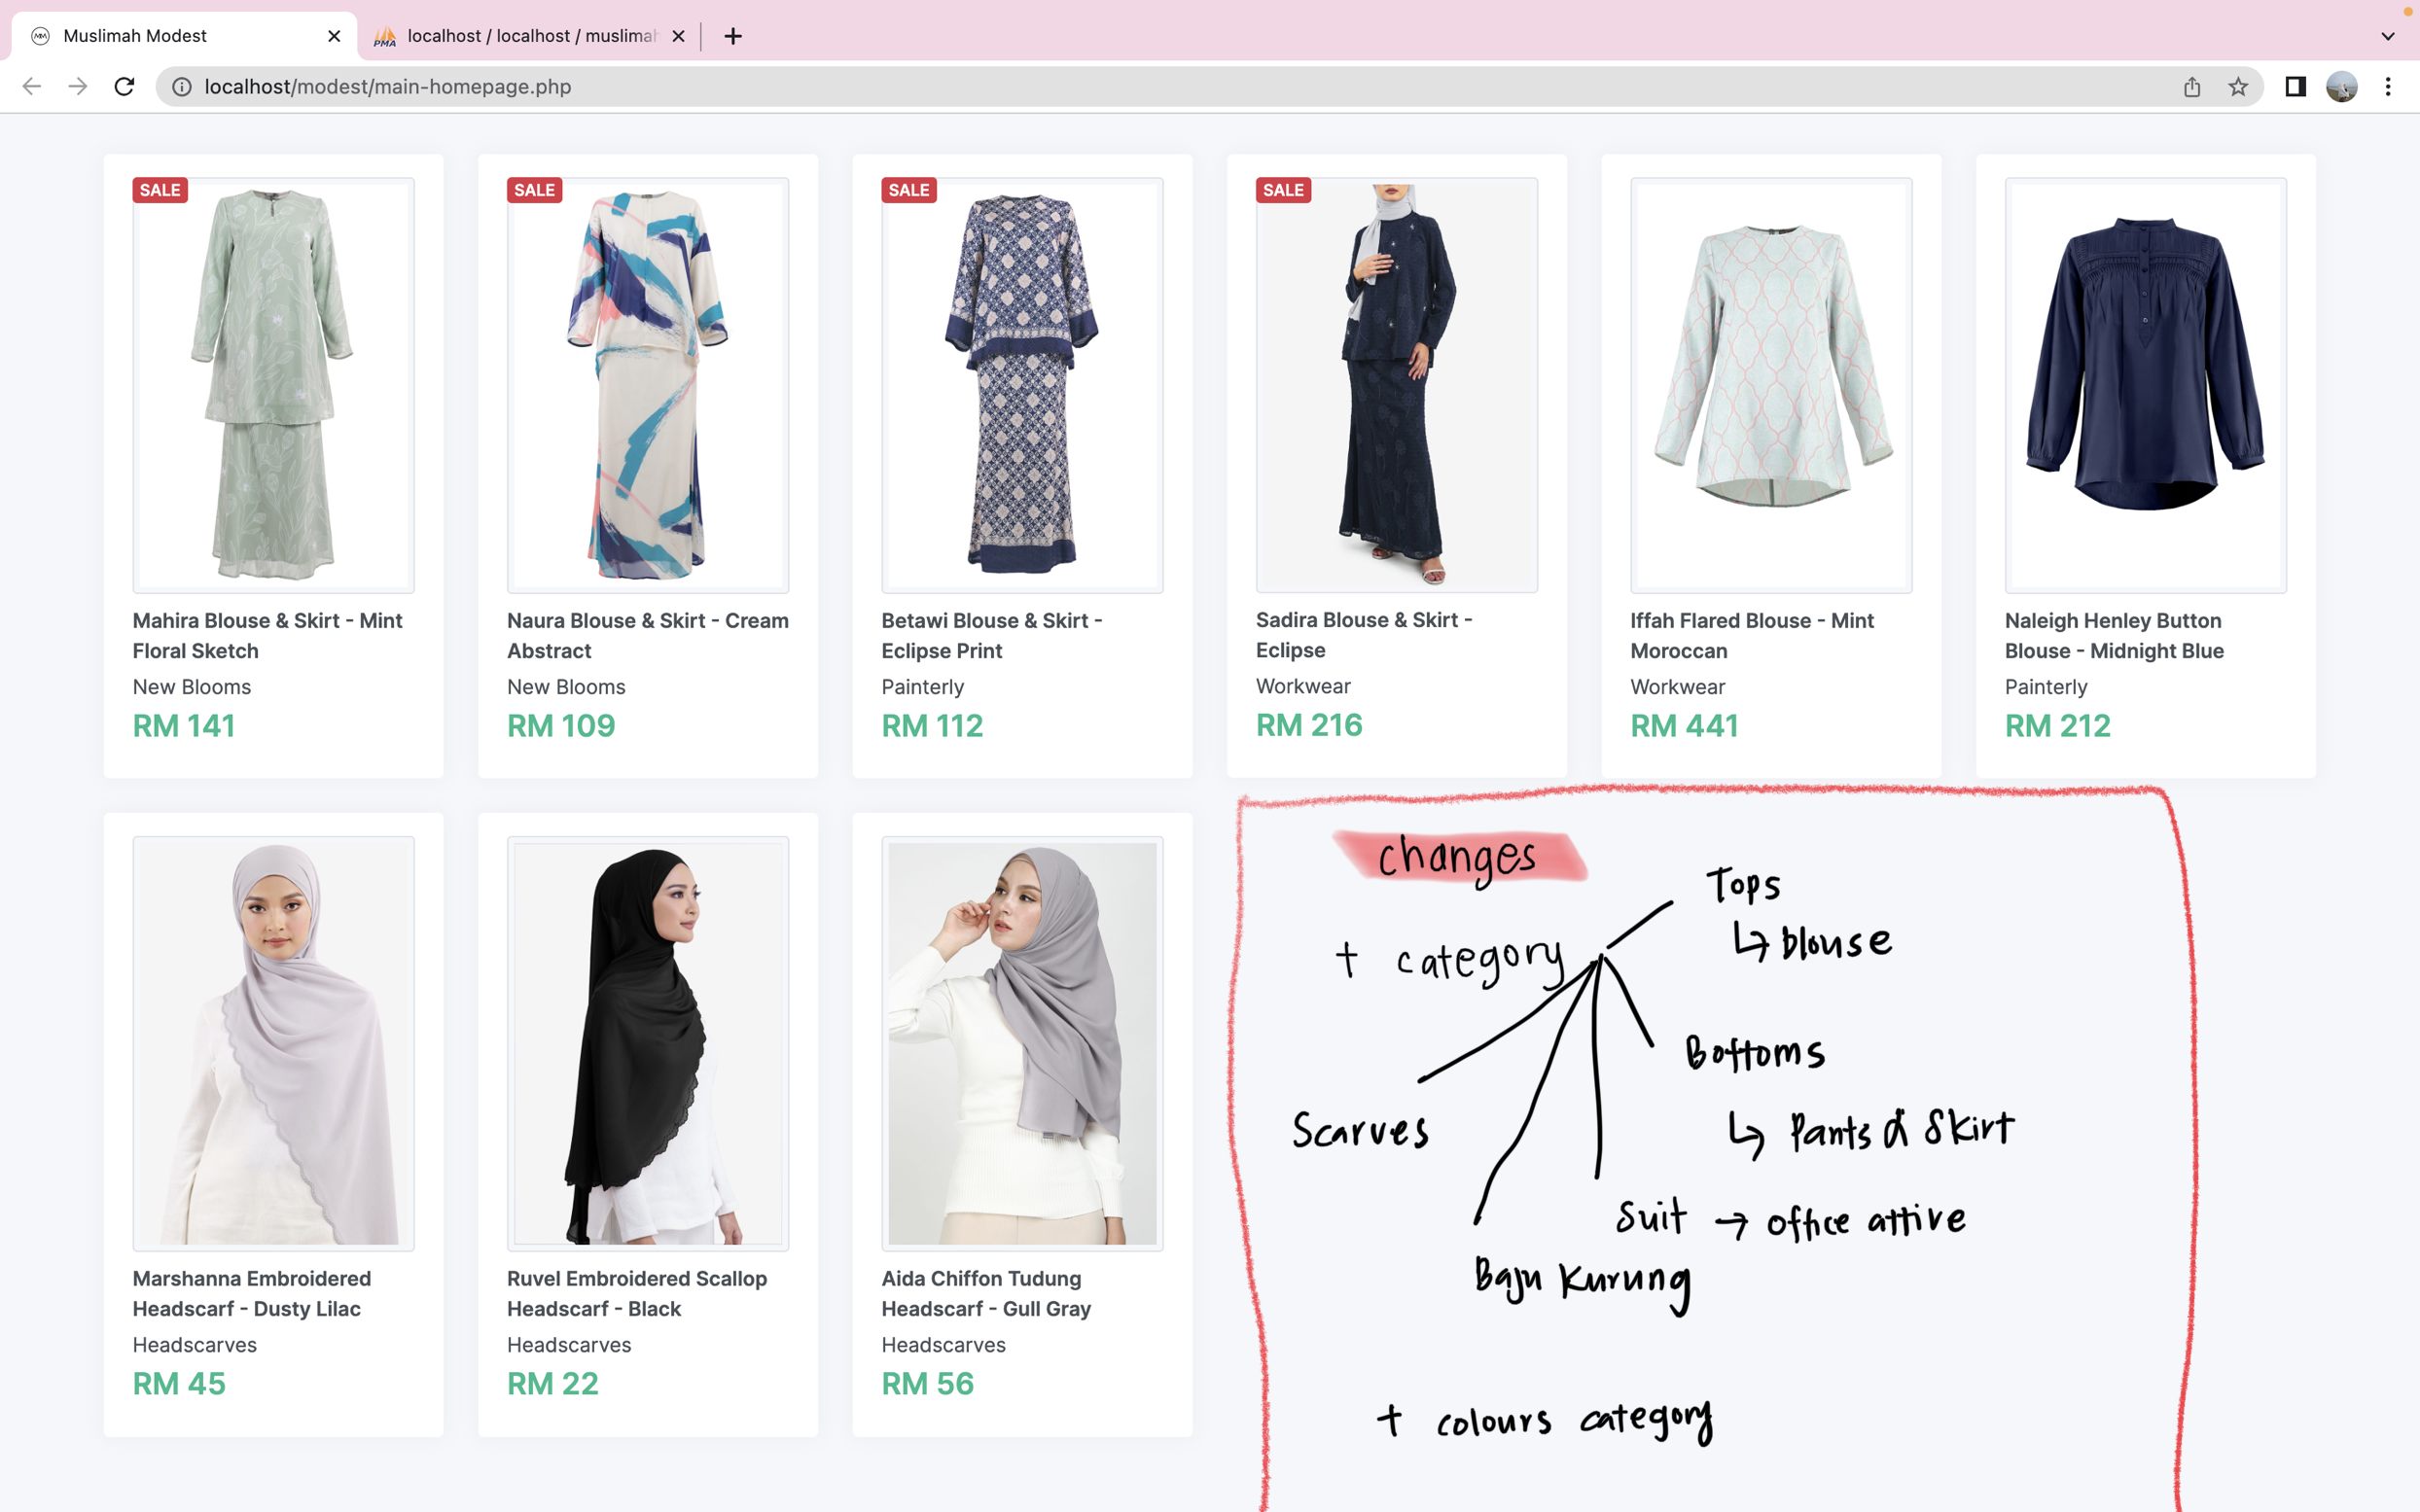 Muslimah Modest
localhost / localhost / muslimah
localhost/modest/main-homepage.php
SALE
Mahira Blouse & Skirt - Mint
Floral Sketch
New Blooms
RM 141
SALE
Naura Blouse & Skirt - Cream
Abstract
New Blooms
RM 109
SALE
Betawi Blouse & Skirt -
Eclipse Print
Painterly
RM 112
SALE
Sadira Blouse & Skirt -
Eclipse
Workwear
RM 216
Iffah Flared Blouse - Mint
Moroccan
Workwear
RM 441
Naleigh Henley Button
Blouse - Midnight Blue
Painterly
RM 212
Marshanna Embroidered
Headscarf - Dusty Lilac
Headscarves
RM 45
Ruvel Embroidered Scallop
Headscarf - Black
Headscarves
RM 22
Aida Chiffon Tudung
Headscarf - Gull Gray
Headscarves
RM 56
changes
+ category
Tops
↳ blouse
Bottoms
↳ Pants & Skirt
Suit → office attire
Baju Kurung
Scarves
+ colours category